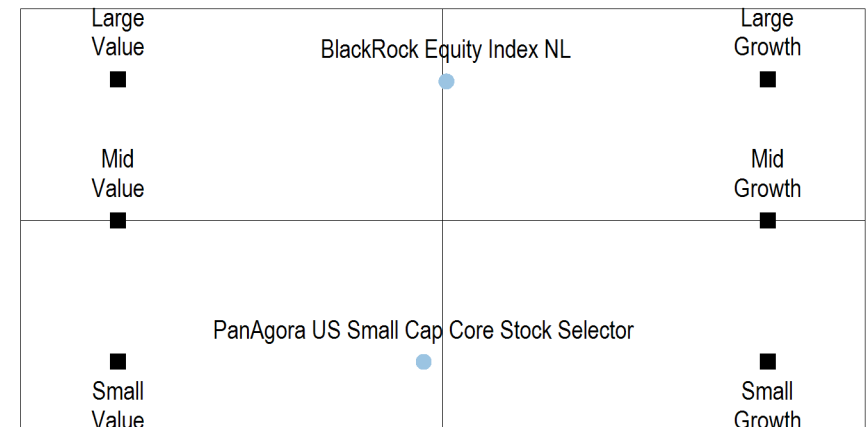 Large
Value
BlackRock Equity Index NL
Large
Growth
Mid
Value
Mid
Growth
PanAgora US Small Cap Core Stock Selector
Small
Value
Small
Growth